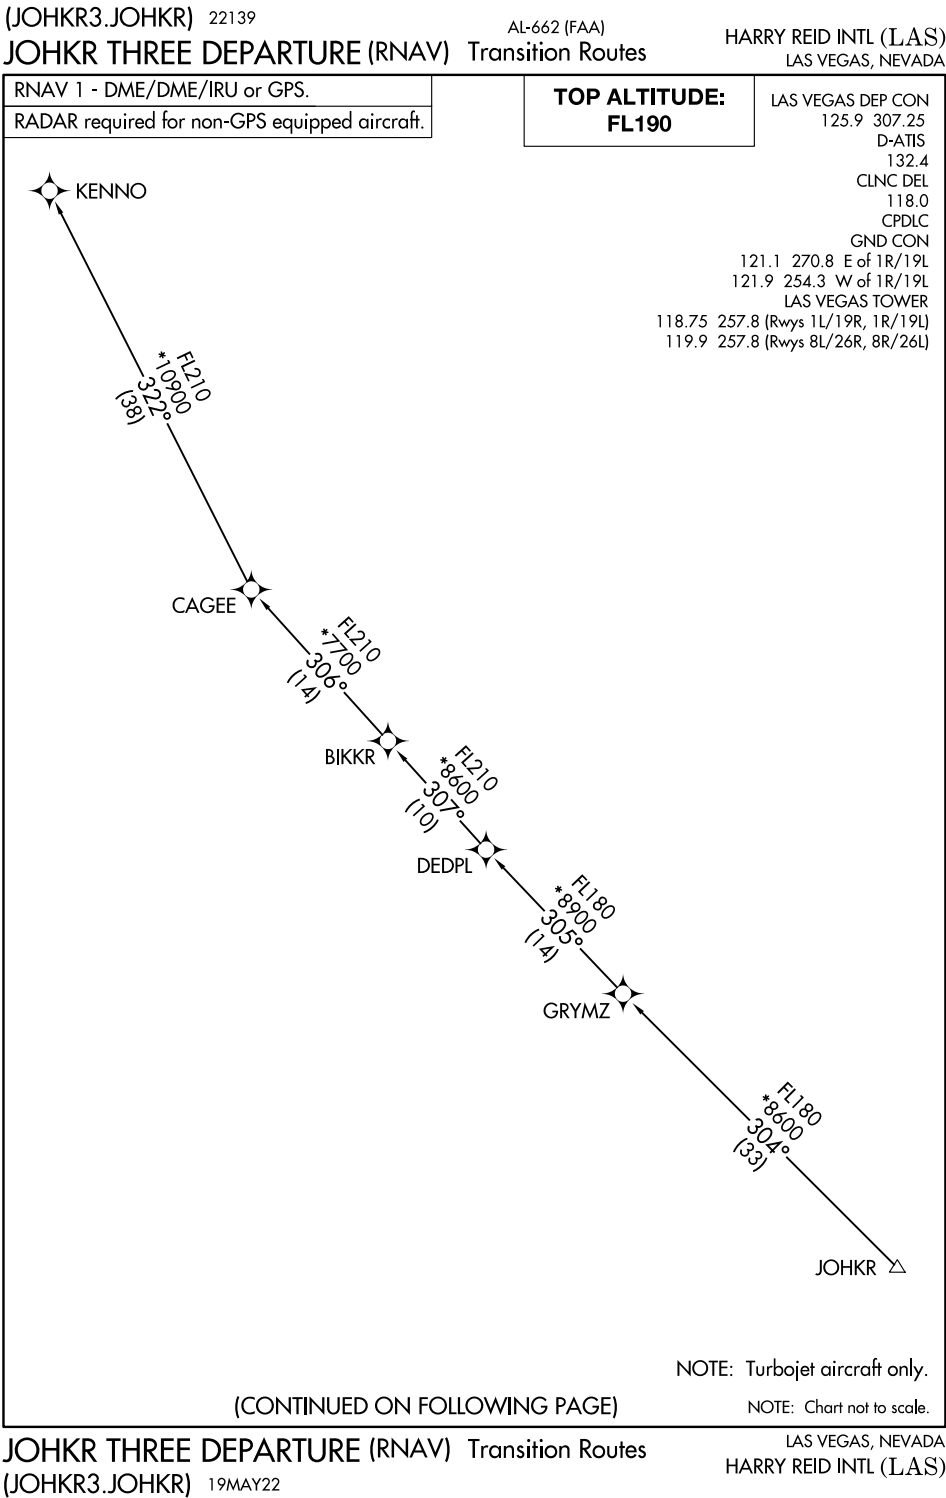 (JOHKR3.JOHKR) 22139
AL-662 (FAA)
JOHKR THREE DEPARTURE (RNAV) Transition Routes
HARRY REID INTL (LAS)
LAS VEGAS, NEVADA
RNAV 1 - DME/DME/IRU or GPS.
RADAR required for non-GPS equipped aircraft.
TOP ALTITUDE:
FL190
LAS VEGAS DEP CON
125.9 307.25
D-ATIS
132.4
CLNC DEL
118.0
CPDLC
GND CON
121.1 270.8 E of 1R/19L
121.9 254.3 W of 1R/19L
LAS VEGAS TOWER
118.75 257.8 (Rwys 1L/19R, 1R/19L)
119.9 257.8 (Rwys 8L/26R, 8R/26L)
KENNO
FL210
*10900
322°
(38)
CAGEE
FL210
*7700
306°
(14)
BIKKR
FL210
*8600
307°
(10)
DEDPL
FL180
*8900
305°
(14)
GRYMZ
FL180
*8600
304°
(33)
JOHKR
NOTE: Turbojet aircraft only.
(CONTINUED ON FOLLOWING PAGE)
NOTE: Chart not to scale.
JOHKR THREE DEPARTURE (RNAV) Transition Routes
(JOHKR3.JOHKR) 19MAY22
LAS VEGAS, NEVADA
HARRY REID INTL (LAS)